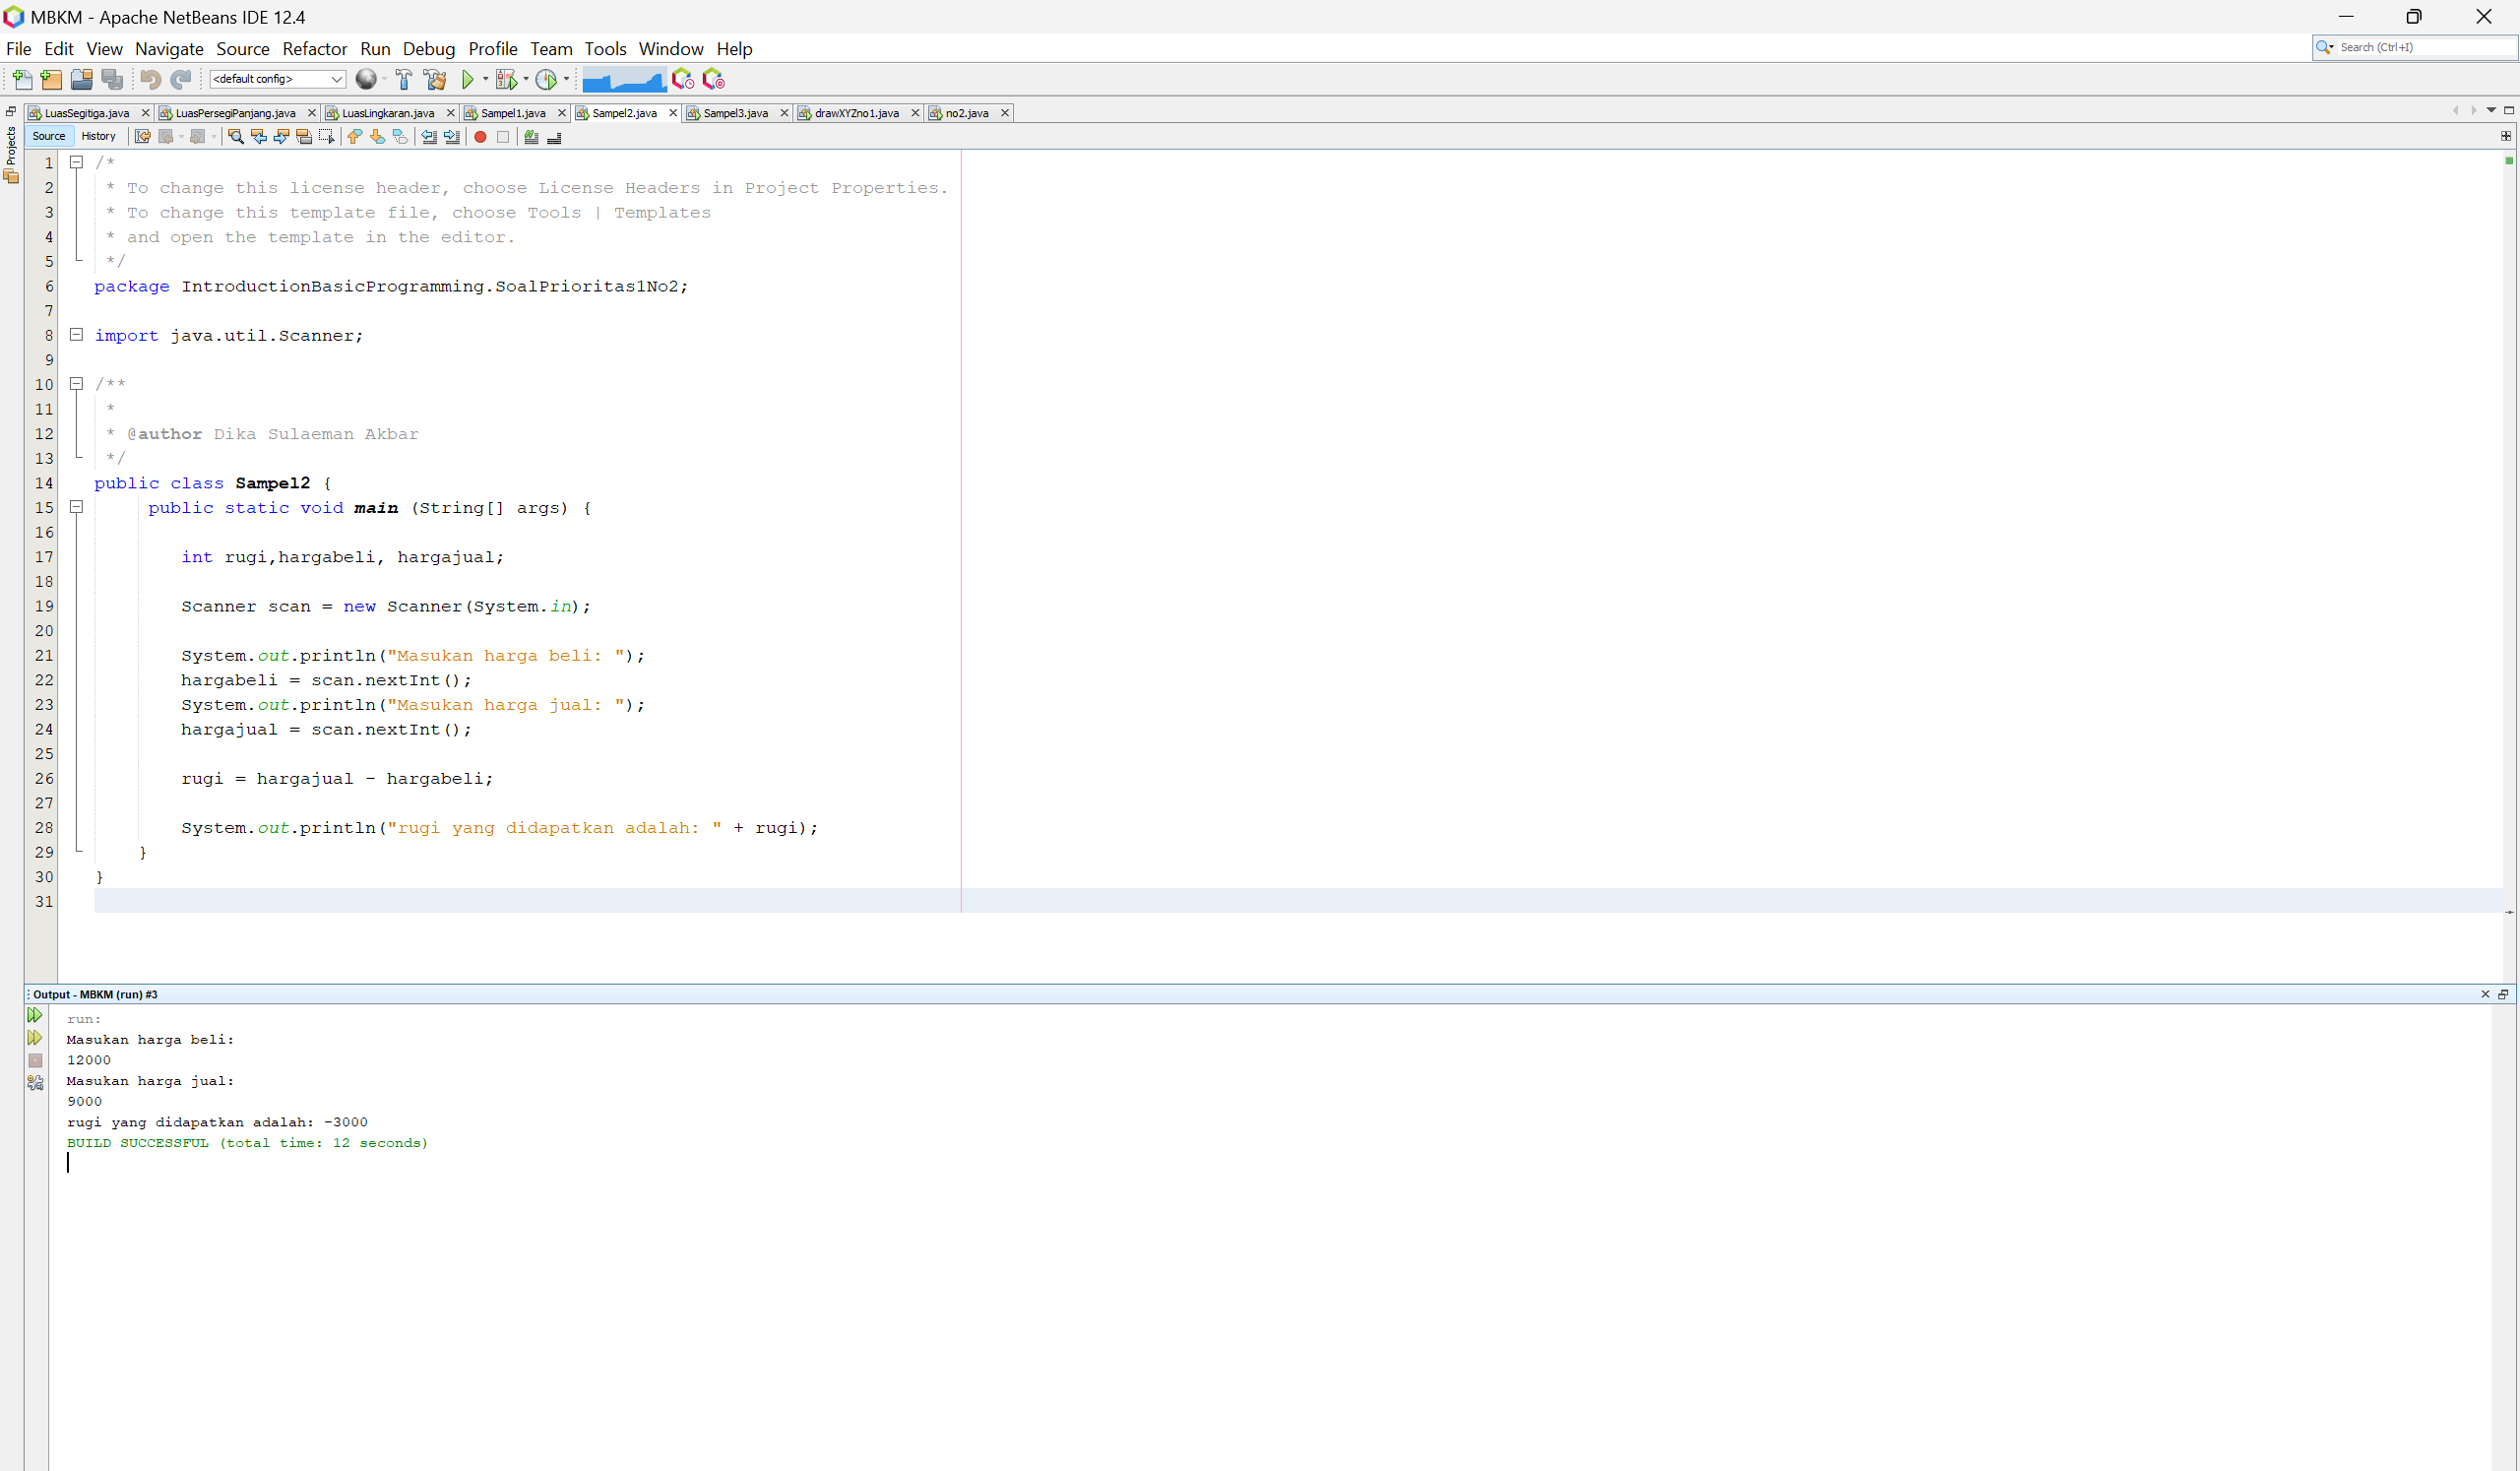 MBKM - Apache NetBeans IDE 12.4
File Edit View Navigate Source Refactor Run Debug Profile Team Tools Window Help
Search (Ctrl+I)
<default config>
LuasSegitiga.java LuasPersegiPanjang.java LuasLingkaran.java Sampel1.java Sampel2.java Sampel3.java drawXYZno1.java no2.java
Projects
Source History
1 /*
2 * To change this license header, choose License Headers in Project Properties.
3 * To change this template file, choose Tools | Templates
4 * and open the template in the editor.
5 */
6 package IntroductionBasicProgramming.SoalPrioritas1No2;
7
8 import java.util.Scanner;
9
10 /**
11 *
12 * @author Dika Sulaeman Akbar
13 */
14 public class Sampel2 {
15 public static void main (String[] args) {
16
17 int rugi,hargabeli, hargajual;
18
19 Scanner scan = new Scanner(System.in);
20
21 System.out.println("Masukan harga beli: ");
22 hargabeli = scan.nextInt();
23 System.out.println("Masukan harga jual: ");
24 hargajual = scan.nextInt();
25
26 rugi = hargajual - hargabeli;
27
28 System.out.println("rugi yang didapatkan adalah: " + rugi);
29 }
30 }
31
Output - MBKM (run) #3
run:
Masukan harga beli:
12000
Masukan harga jual:
9000
rugi yang didapatkan adalah: -3000
BUILD SUCCESSFUL (total time: 12 seconds)